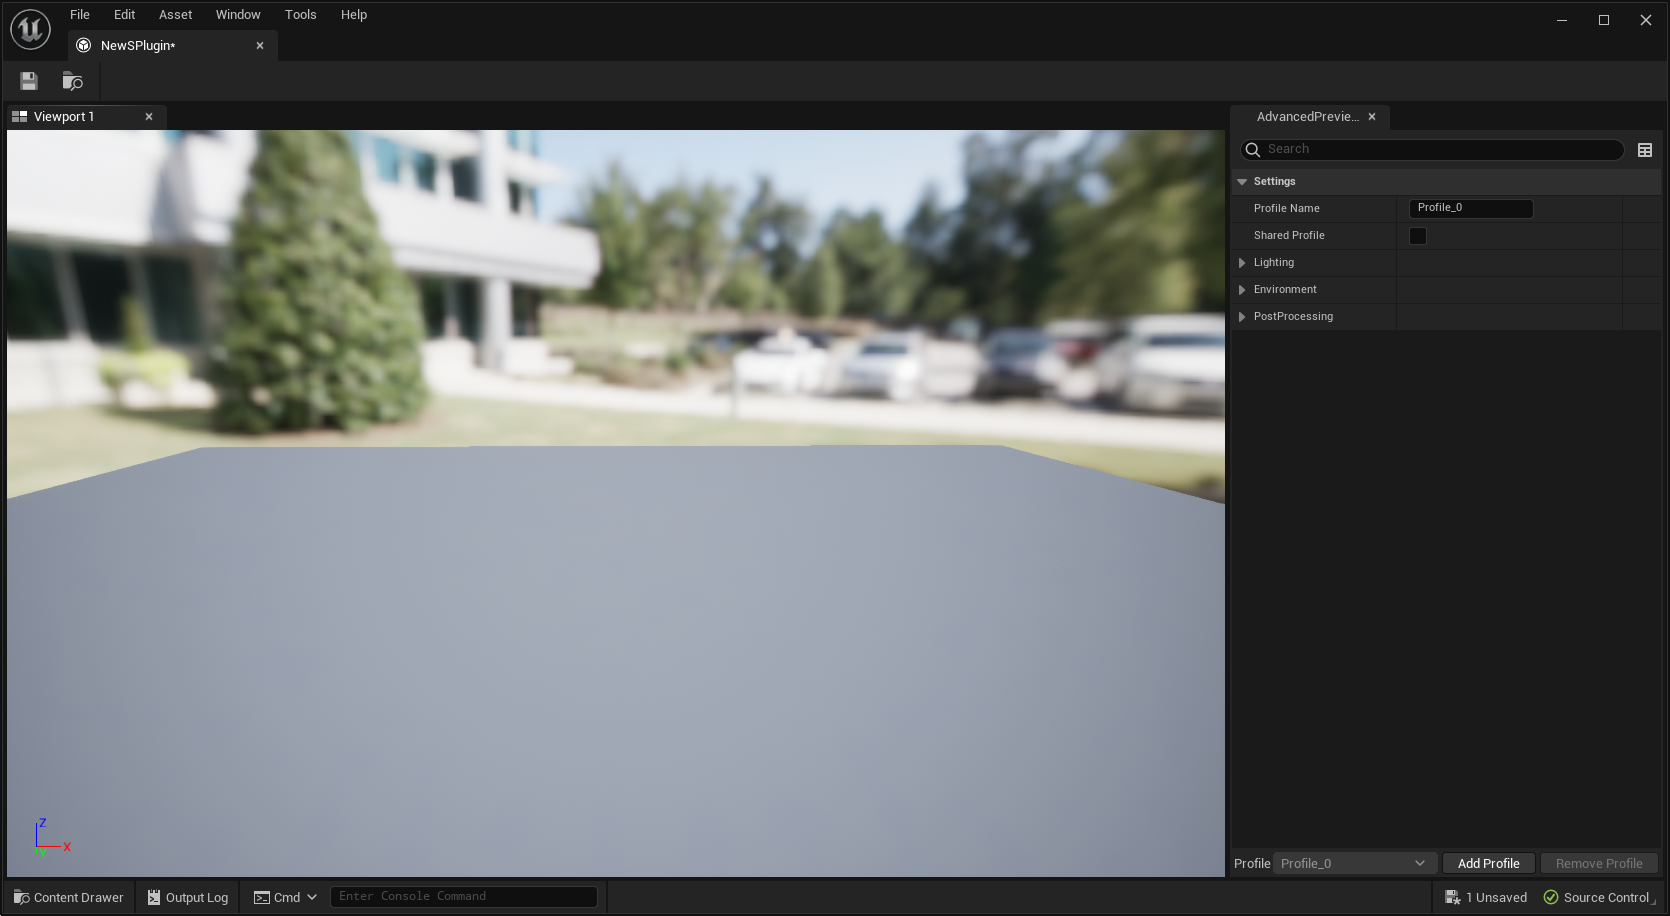 File Edit Asset Window Tools Help
NewSPlugin*
Viewport 1
AdvancedPrevie...
Search
Settings
Profile Name Profile_0
Shared Profile
Lighting
Environment
PostProcessing
Z
X
Y
Profile Profile_0 Add Profile Remove Profile
Content Drawer Output Log Cmd Enter Console Command 1 Unsaved Source Control